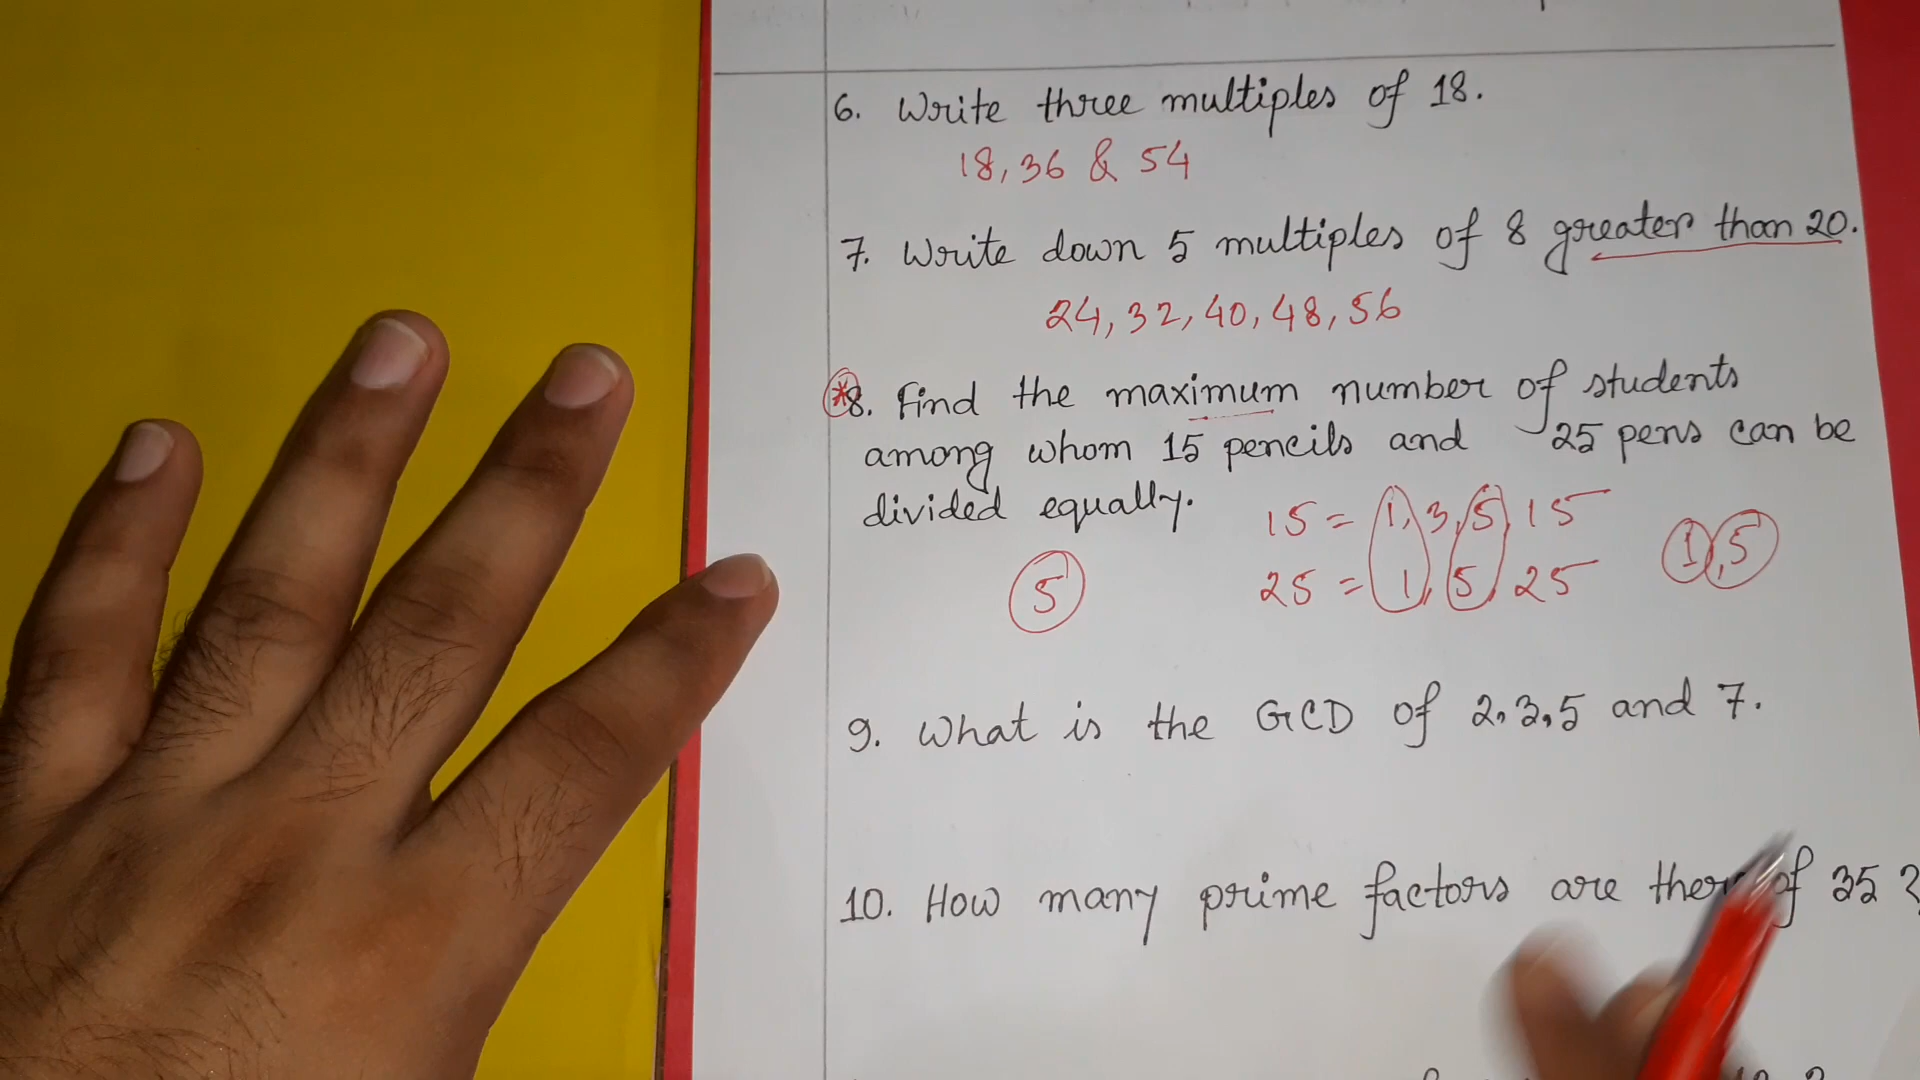 6. Write three multiples of 18.
18, 36 & 54
7. Write down 5 multiples of 8 greater than 20.
24, 32, 40, 48, 56
*8. Find the maximum number of students
among whom 15 pencils and 25 pens can be
divided equally.
15 = 1, 3, 5, 15
1, 5
5
25 = 1, 5, 25
9. What is the GCD of 2, 3, 5 and 7.
10. How many prime factors are there of 35 ?